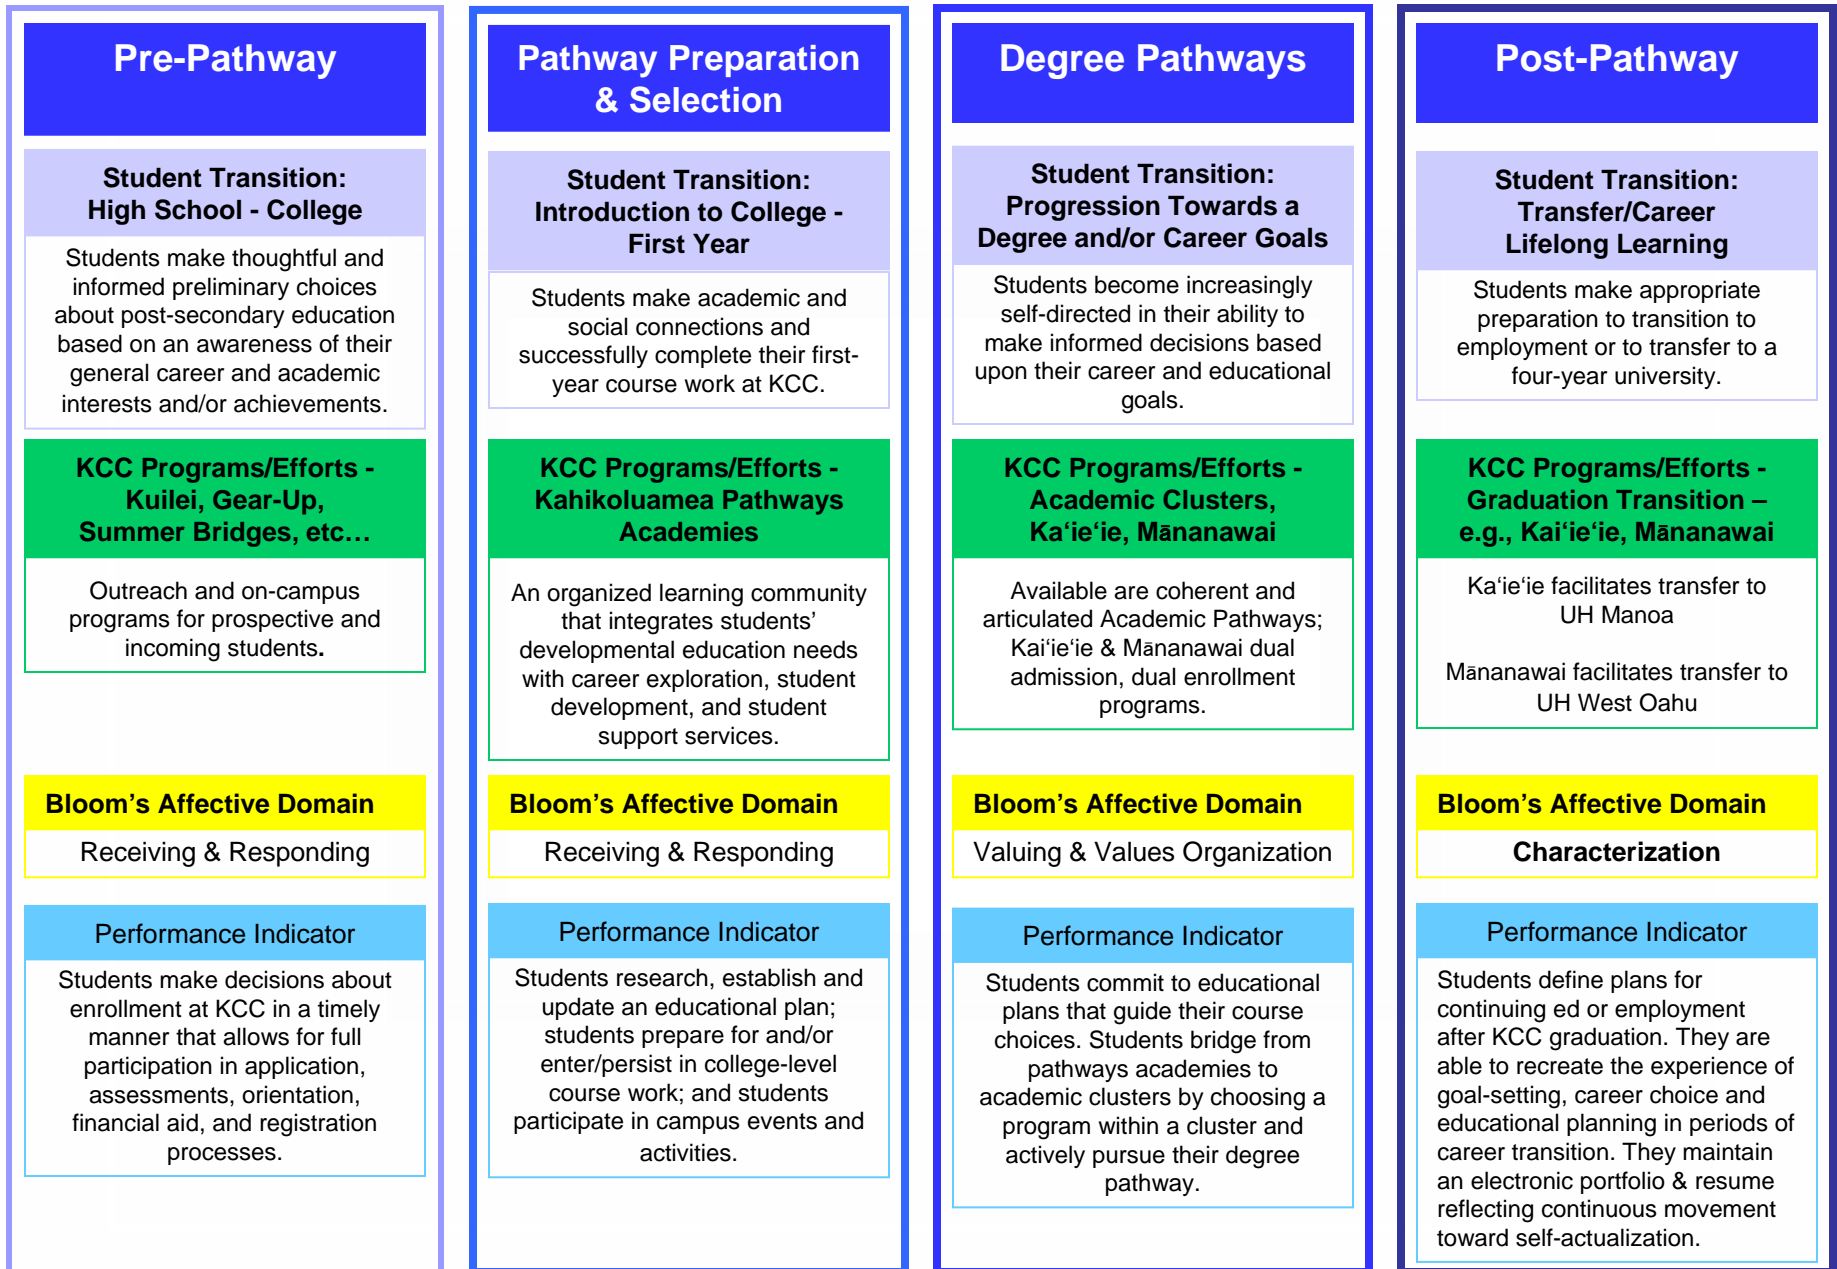 Pre-Pathway
Student Transition:
High School - College
Students make thoughtful and
informed preliminary choices
about post-secondary education
based on an awareness of their
general career and academic
interests and/or achievements.
KCC Programs/Efforts -
Kuilei, Gear-Up,
Summer Bridges, etc…
Outreach and on-campus
programs for prospective and
incoming students.
Bloom’s Affective Domain
Receiving & Responding
Performance Indicator
Students make decisions about
enrollment at KCC in a timely
manner that allows for full
participation in application,
assessments, orientation,
financial aid, and registration
processes.
Pathway Preparation
& Selection
Student Transition:
Introduction to College -
First Year
Students make academic and
social connections and
successfully complete their first-
year course work at KCC.
KCC Programs/Efforts -
Kahikoluamea Pathways
Academies
An organized learning community
that integrates students’
developmental education needs
with career exploration, student
development, and student
support services.
Bloom’s Affective Domain
Receiving & Responding
Performance Indicator
Students research, establish and
update an educational plan;
students prepare for and/or
enter/persist in college-level
course work; and students
participate in campus events and
activities.
Degree Pathways
Student Transition:
Progression Towards a
Degree and/or Career Goals
Students become increasingly
self-directed in their ability to
make informed decisions based
upon their career and educational
goals.
KCC Programs/Efforts -
Academic Clusters,
Ka‘ie‘ie, Mānanawai
Available are coherent and
articulated Academic Pathways;
Kai‘ie‘ie & Mānanawai dual
admission, dual enrollment
programs.
Bloom’s Affective Domain
Valuing & Values Organization
Performance Indicator
Students commit to educational
plans that guide their course
choices. Students bridge from
pathways academies to
academic clusters by choosing a
program within a cluster and
actively pursue their degree
pathway.
Post-Pathway
Student Transition:
Transfer/Career
Lifelong Learning
Students make appropriate
preparation to transition to
employment or to transfer to a
four-year university.
KCC Programs/Efforts -
Graduation Transition –
e.g., Kai‘ie‘ie, Mānanawai
Ka‘ie‘ie facilitates transfer to
UH Manoa
Mānanawai facilitates transfer to
UH West Oahu
Bloom’s Affective Domain
Characterization
Performance Indicator
Students define plans for
continuing ed or employment
after KCC graduation. They are
able to recreate the experience of
goal-setting, career choice and
educational planning in periods of
career transition. They maintain
an electronic portfolio & resume
reflecting continuous movement
toward self-actualization.